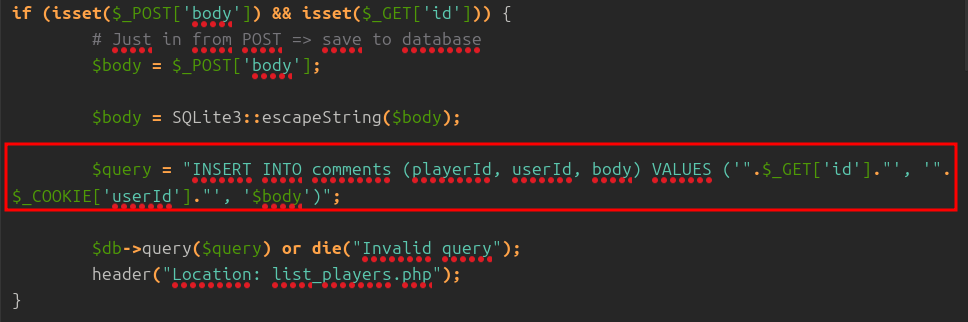 if (isset($_POST['body']) && isset($_GET['id'])) {
# Just in from POST => save to database
$body = $_POST['body'];
$body = SQLite3::escapeString($body);
$query = "INSERT INTO comments (playerId, userId, body) VALUES ('".$_GET['id']."', '".
$_COOKIE['userId']."', '$body')";
$db->query($query) or die("Invalid query");
header("Location: list_players.php");
}